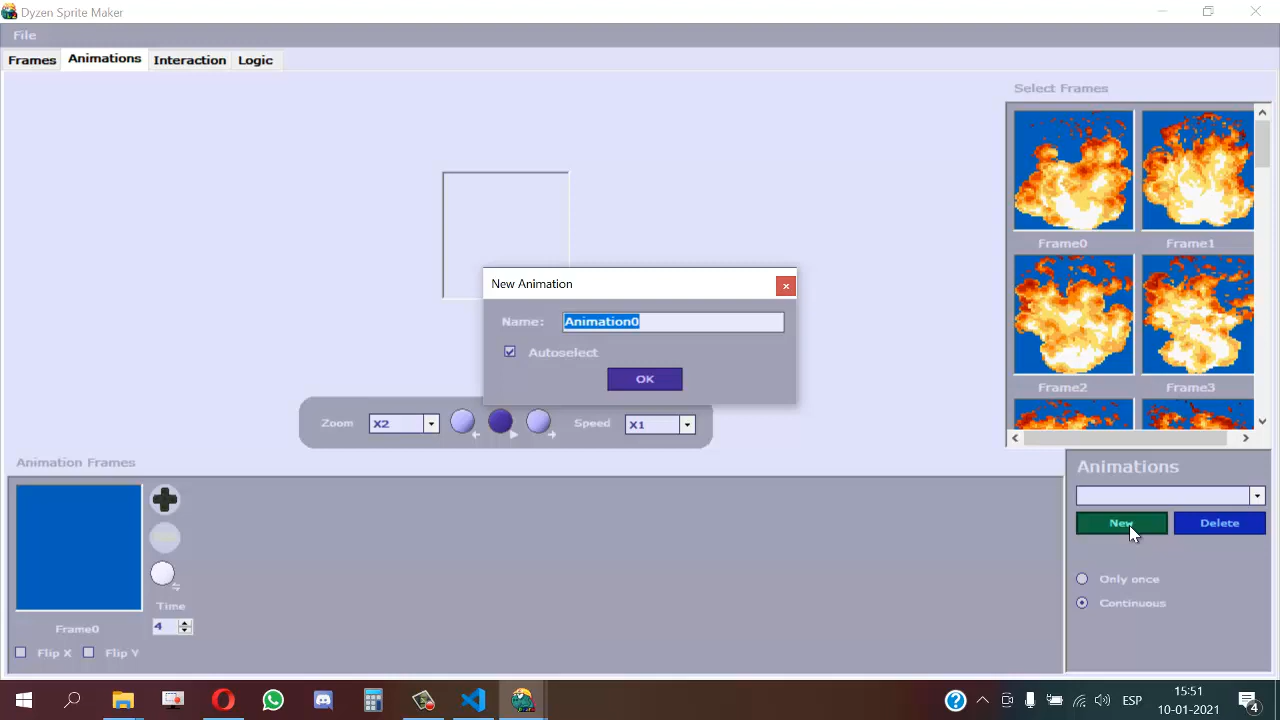 Dyzen Sprite Maker
File
Frames Animations Interaction Logic
Select Frames
Frame0 Frame1
Frame2 Frame3
New Animation
Name: Animation0
Autoselect
OK
Zoom X2 Speed X1
Animation Frames
Time
4
Frame0
Flip X Flip Y
Animations
New Delete
Only once
Continuous
ESP
15:51
10-01-2021
4